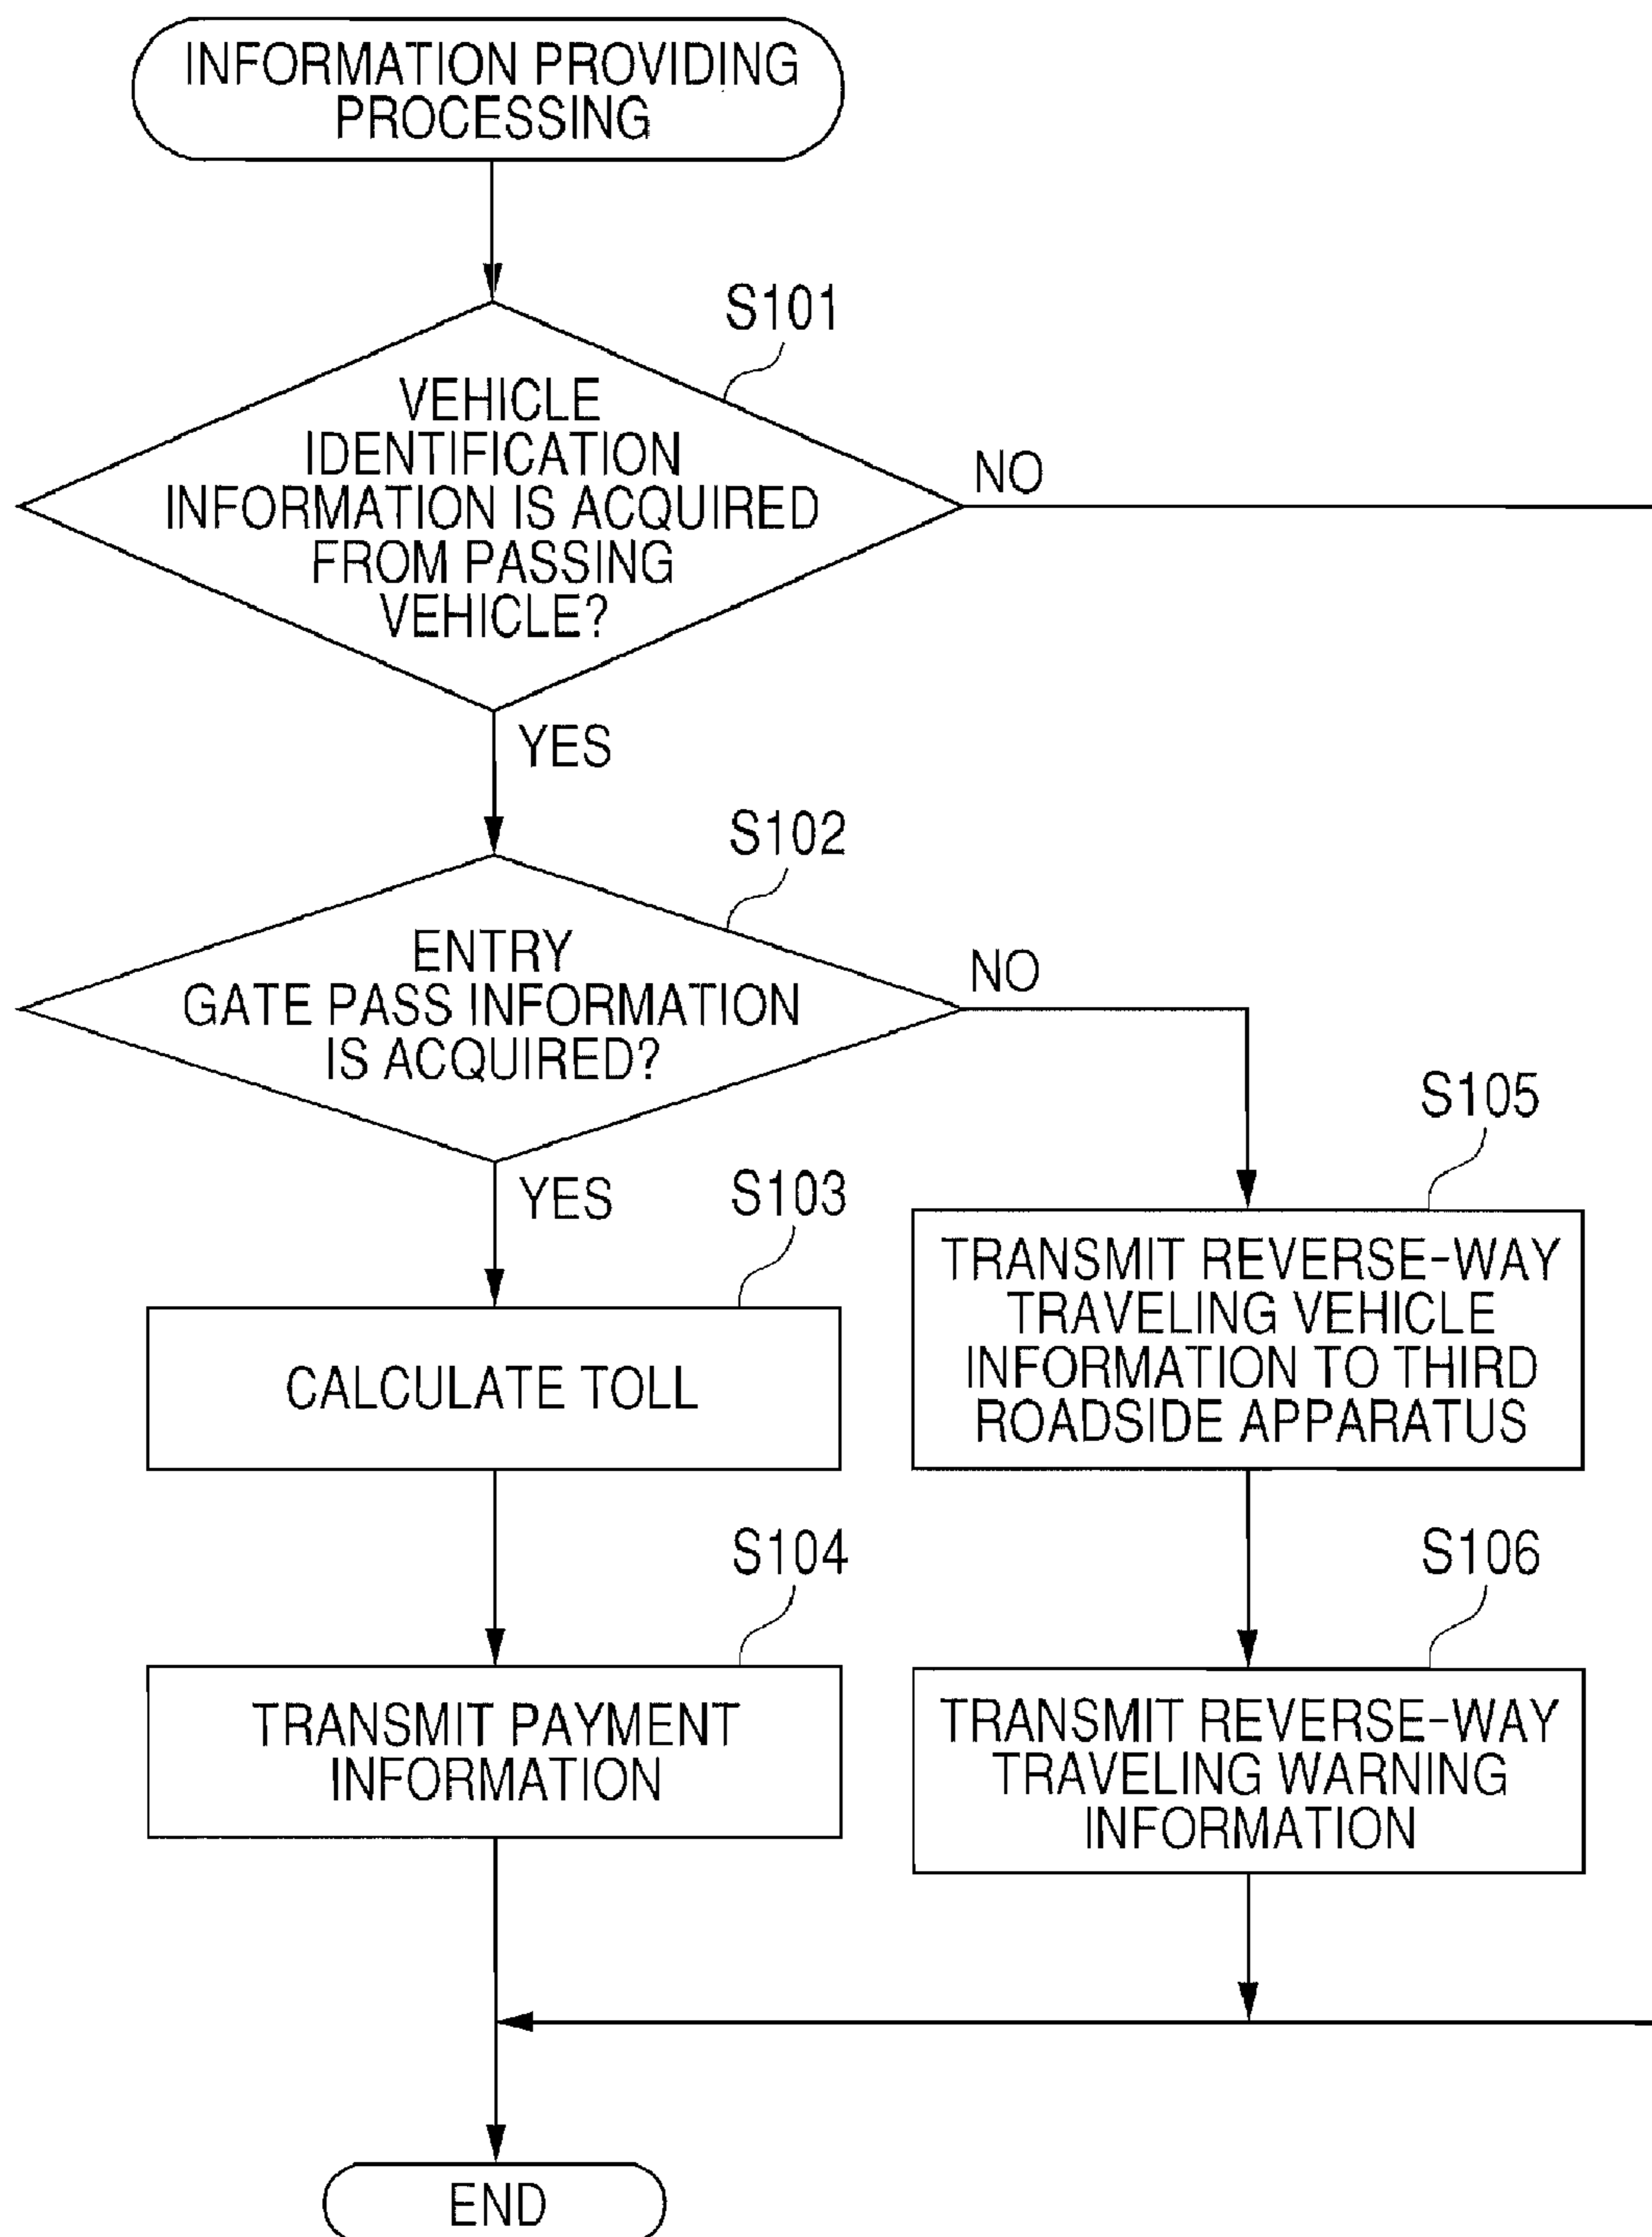 INFORMATION PROVIDING
PROCESSING
S101
VEHICLE
IDENTIFICATION
INFORMATION IS ACQUIRED
FROM PASSING
VEHICLE?
NO
YES
S102
ENTRY
GATE PASS INFORMATION
IS ACQUIRED?
NO
YES
S103
CALCULATE TOLL
S104
TRANSMIT PAYMENT
INFORMATION
S105
TRANSMIT REVERSE-WAY
TRAVELING VEHICLE
INFORMATION TO THIRD
ROADSIDE APPARATUS
S106
TRANSMIT REVERSE-WAY
TRAVELING WARNING
INFORMATION
END